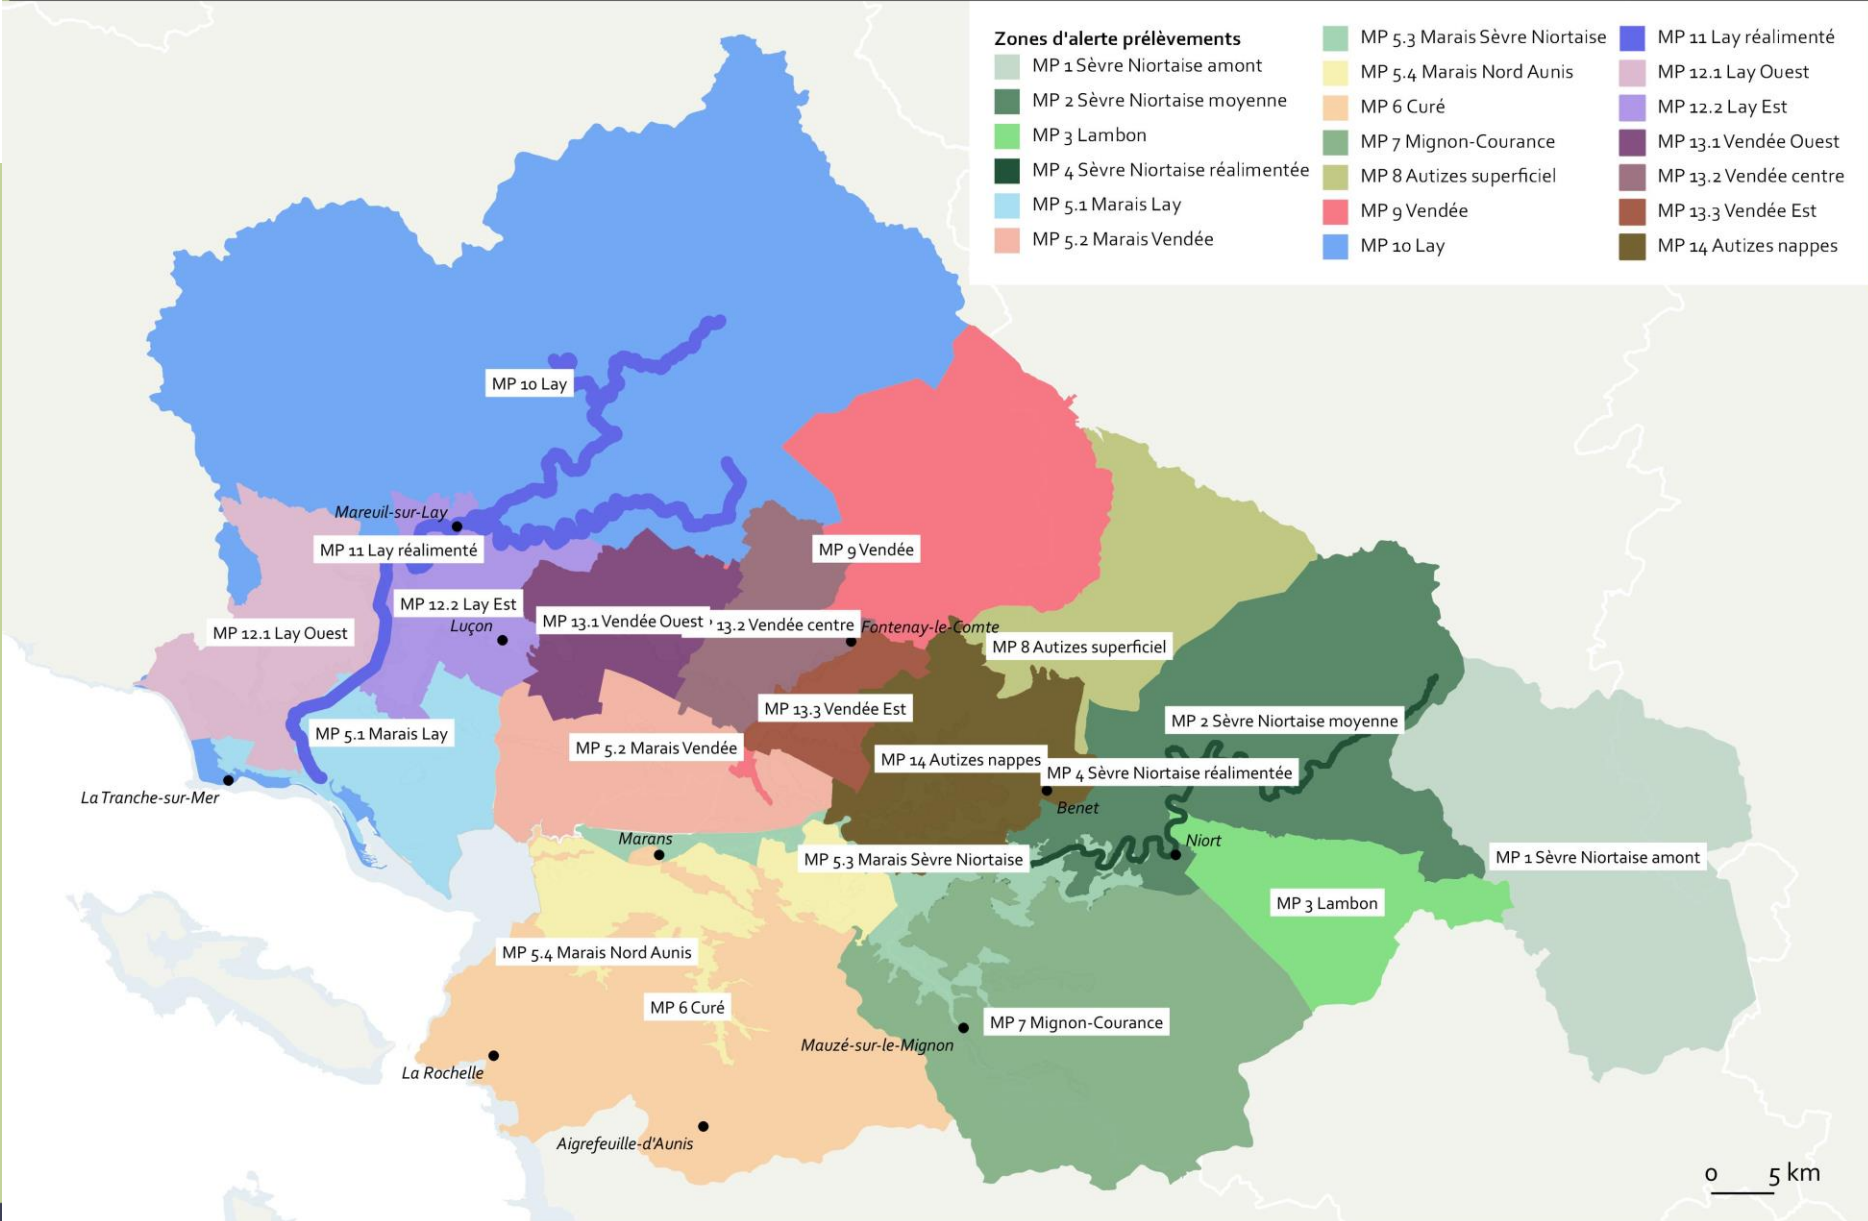 Zones d'alerte prélèvements
MP 1 Sèvre Niortaise amont
MP 2 Sèvre Niortaise moyenne
MP 3 Lambon
MP 4 Sèvre Niortaise réalimentée
MP 5.1 Marais Lay
MP 5.2 Marais Vendée
MP 5.3 Marais Sèvre Niortaise
MP 5.4 Marais Nord Aunis
MP 6 Curé
MP 7 Mignon-Courance
MP 8 Autizes superficiel
MP 9 Vendée
MP 10 Lay
MP 11 Lay réalimenté
MP 12.1 Lay Ouest
MP 12.2 Lay Est
MP 13.1 Vendée Ouest
MP 13.2 Vendée centre
MP 13.3 Vendée Est
MP 14 Autizes nappes
MP 10 Lay
Mareuil-sur-Lay
MP 11 Lay réalimenté
MP 9 Vendée
MP 12.2 Lay Est
Luçon
MP 12.1 Lay Ouest
MP 13.1 Vendée Ouest
13.2 Vendée centre
Fontenay-le-Comte
MP 8 Autizes superficiel
MP 13.3 Vendée Est
MP 2 Sèvre Niortaise moyenne
MP 5.1 Marais Lay
MP 5.2 Marais Vendée
MP 14 Autizes nappes
MP 4 Sèvre Niortaise réalimentée
La Tranche-sur-Mer
Benet
Marans
Niort
MP 5.3 Marais Sèvre Niortaise
MP 1 Sèvre Niortaise amont
MP 3 Lambon
MP 5.4 Marais Nord Aunis
MP 6 Curé
MP 7 Mignon-Courance
Mauzé-sur-le-Mignon
La Rochelle
Aigrefeuille-d'Aunis
0 5 km